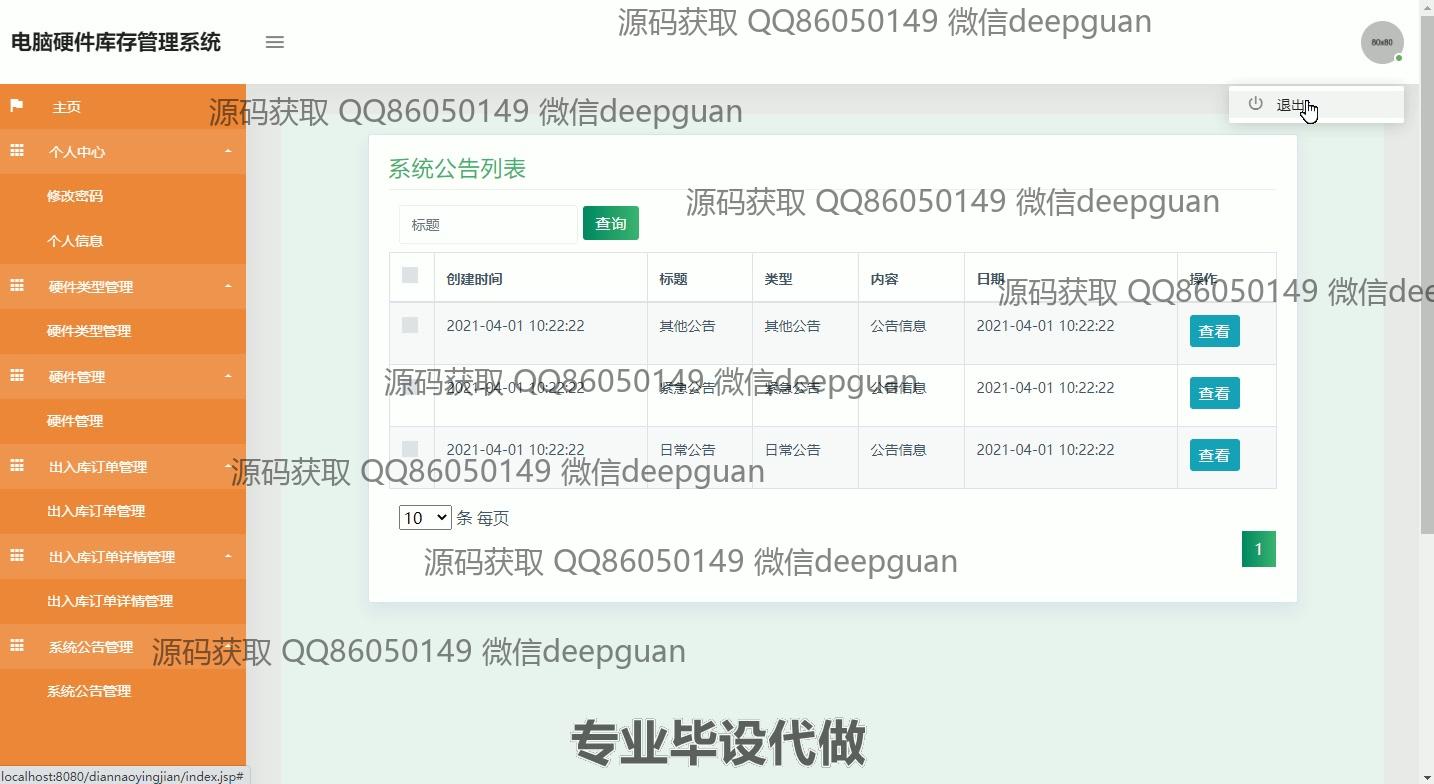 源码获取 QQ86050149 微信deepguan
电脑硬件库存管理系统
80x80
主页
源码获取 QQ86050149 微信deepguan
退出
个人中心
系统公告列表
修改密码
源码获取 QQ86050149 微信deepguan
标题
查询
个人信息
硬件类型管理
创建时间 标题 类型 内容 日期 操作
源码获取 QQ86050149 微信dee
硬件类型管理
2021-04-01 10:22:22 其他公告 其他公告 公告信息 2021-04-01 10:22:22 查看
硬件管理
源码获取 QQ86050149 微信deepguan
2021-04-01 10:22:22 紧急公告 紧急公告 公告信息 2021-04-01 10:22:22 查看
硬件管理
2021-04-01 10:22:22 日常公告 日常公告 公告信息 2021-04-01 10:22:22 查看
出入库订单管理
源码获取 QQ86050149 微信deepguan
出入库订单管理
10 条 每页
1
出入库订单详情管理
源码获取 QQ86050149 微信deepguan
出入库订单详情管理
系统公告管理
源码获取 QQ86050149 微信deepguan
系统公告管理
专业毕设代做
localhost:8080/diannaoyingjian/index.jsp#